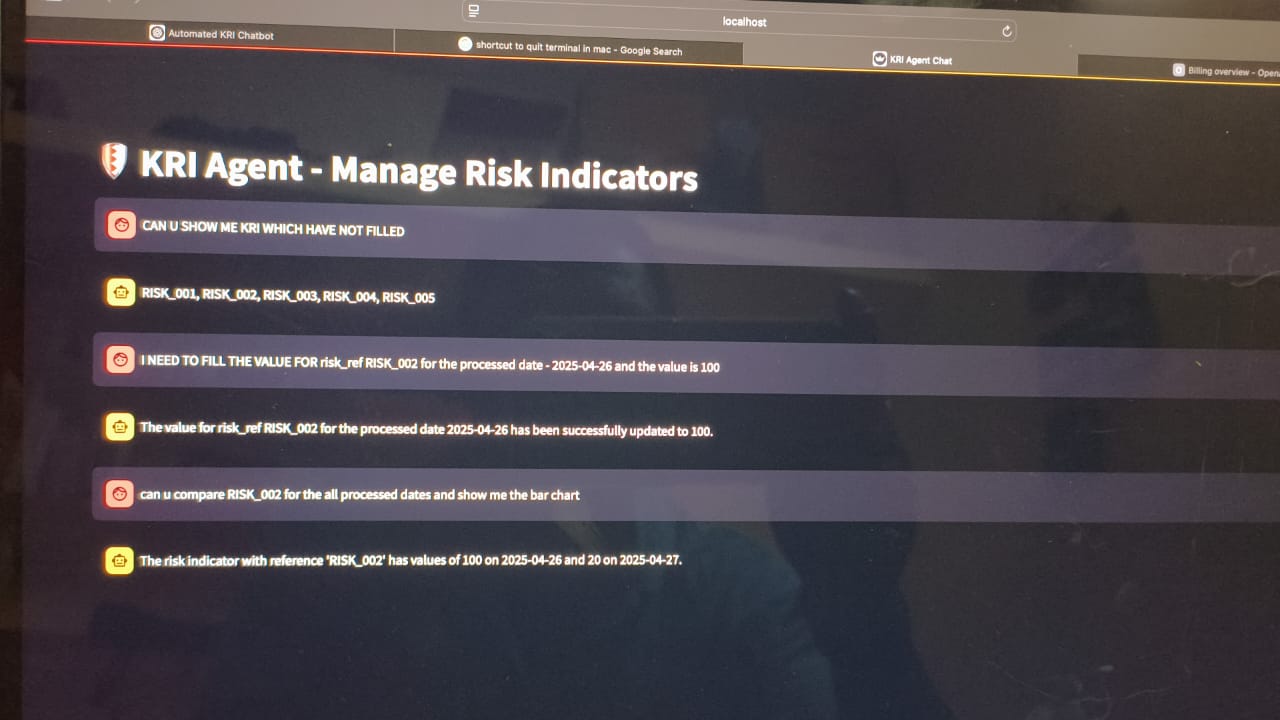 localhost
Automated KRI Chatbot
shortcut to quit terminal in mac - Google Search
KRI Agent Chat
Billing overview - Open
KRI Agent - Manage Risk Indicators
CAN U SHOW ME KRI WHICH HAVE NOT FILLED
RISK_001, RISK_002, RISK_003, RISK_004, RISK_005
I NEED TO FILL THE VALUE FOR risk_ref RISK_002 for the processed date - 2025-04-26 and the value is 100
The value for risk_ref RISK_002 for the processed date 2025-04-26 has been successfully updated to 100.
can u compare RISK_002 for the all processed dates and show me the bar chart
The risk indicator with reference 'RISK_002' has values of 100 on 2025-04-26 and 20 on 2025-04-27.